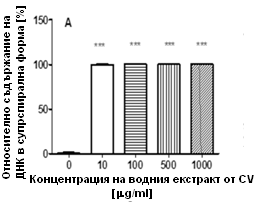 A
Относително съдържание на
ДНК в супрспирална форма [%]
150
100
50
0
*** *** *** ***
0 10 100 500 1000
Концентрация на водния екстракт от CV
[µg/ml]